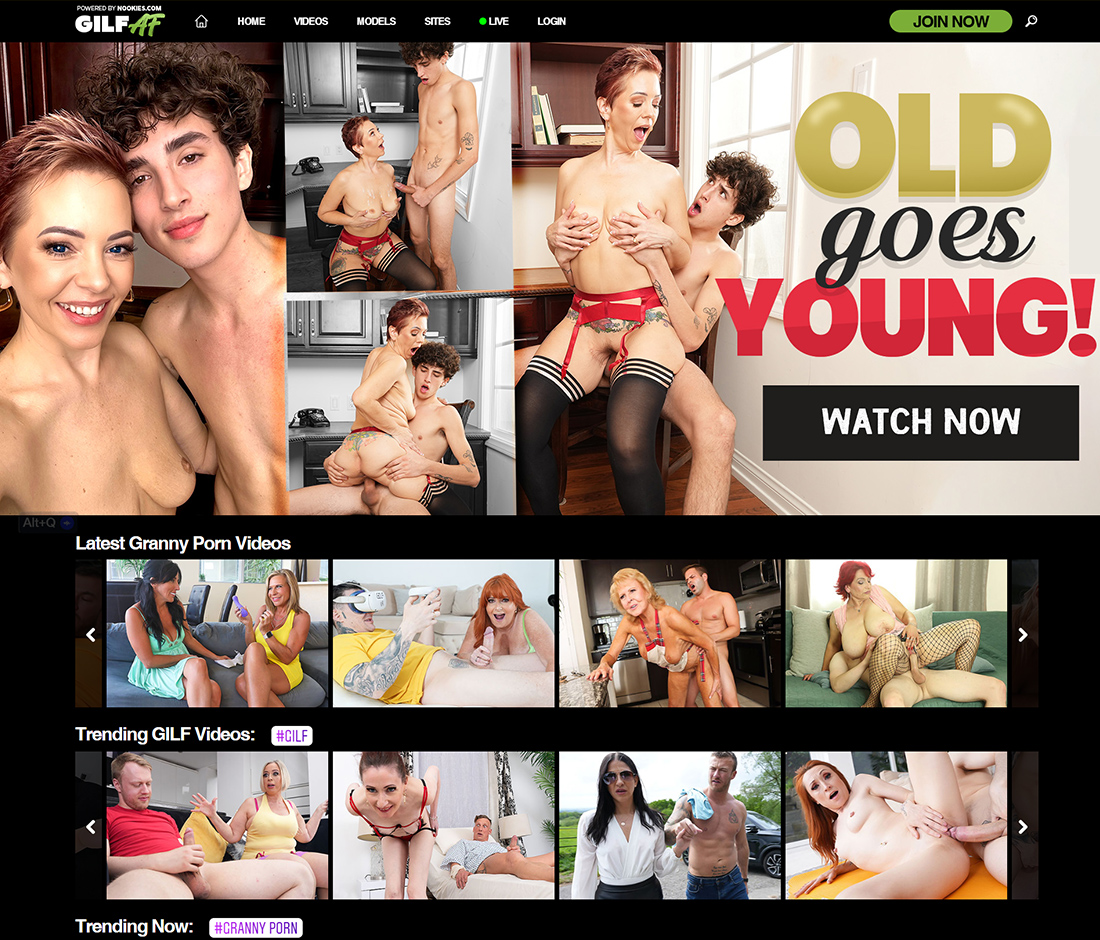 POWERED BY NOOKIES.COM
GILF AF
HOME VIDEOS MODELS SITES LIVE LOGIN JOIN NOW
OLD
goes
YOUNG!
WATCH NOW
Alt+Q
Latest Granny Porn Videos
Trending GILF Videos: #GILF
Trending Now: #GRANNY PORN